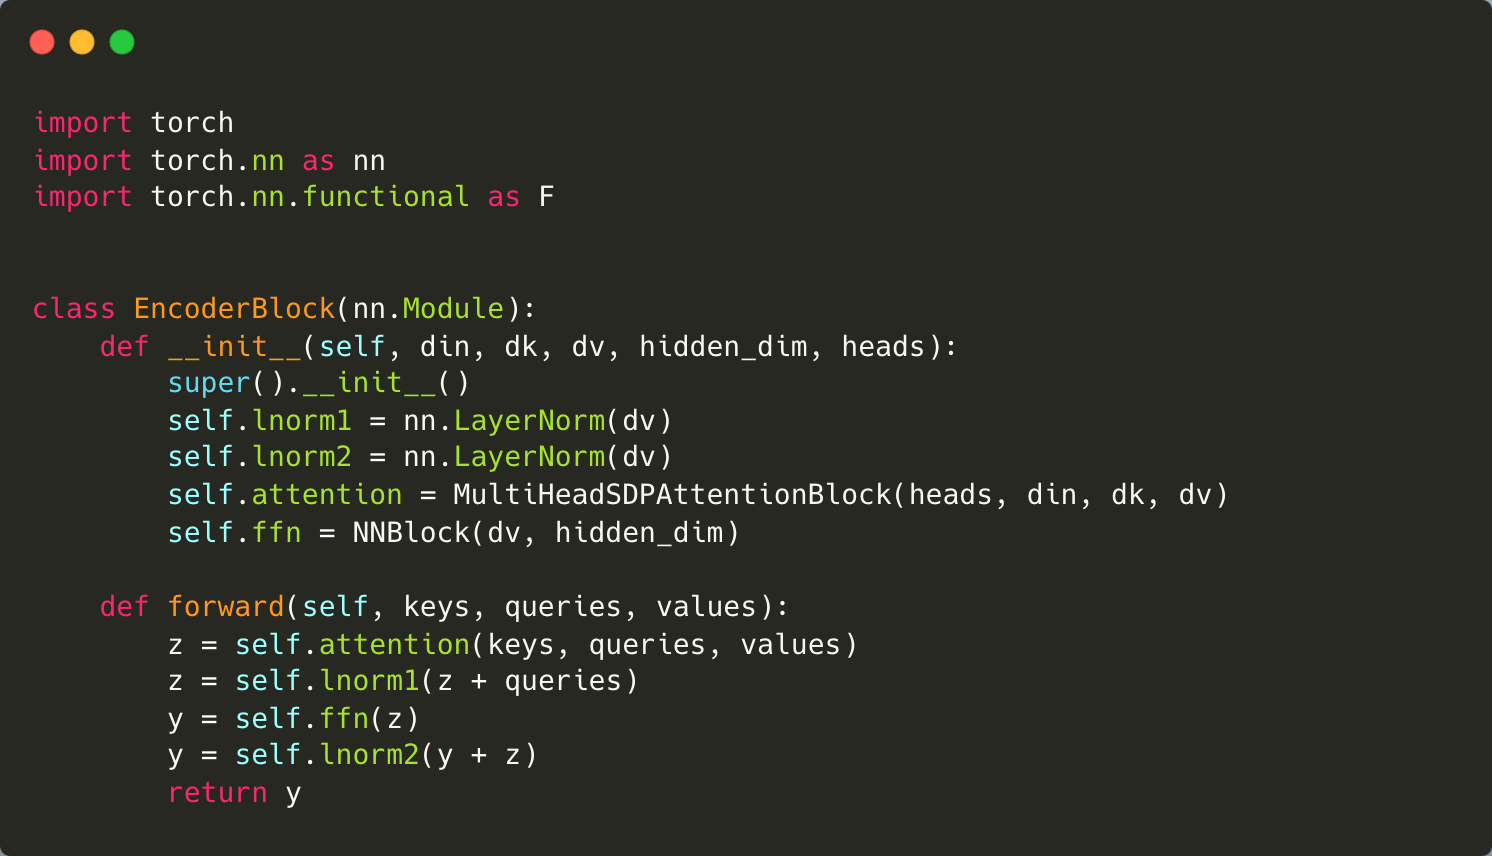 import torch
import torch.nn as nn
import torch.nn.functional as F
class EncoderBlock(nn.Module):
    def __init__(self, din, dk, dv, hidden_dim, heads):
        super().__init__()
        self.lnorm1 = nn.LayerNorm(dv)
        self.lnorm2 = nn.LayerNorm(dv)
        self.attention = MultiHeadSDPAttentionBlock(heads, din, dk, dv)
        self.ffn = NNBlock(dv, hidden_dim)
    def forward(self, keys, queries, values):
        z = self.attention(keys, queries, values)
        z = self.lnorm1(z + queries)
        y = self.ffn(z)
        y = self.lnorm2(y + z)
        return y